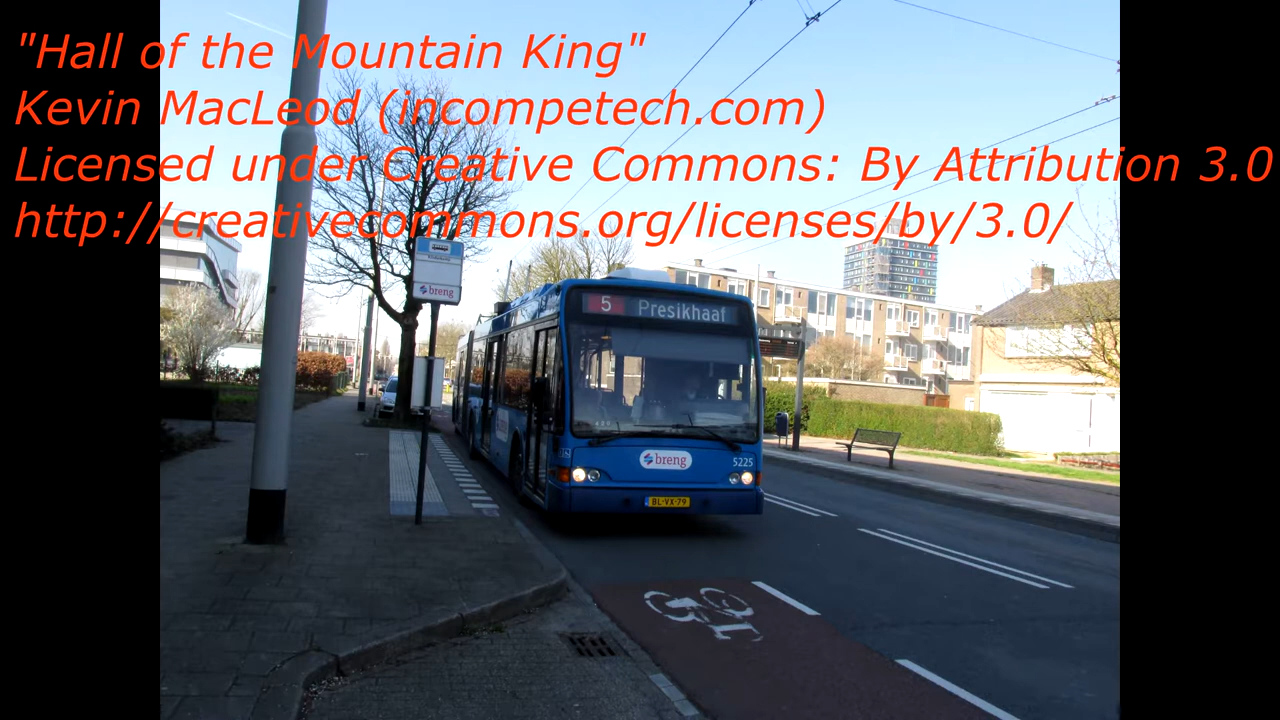 "Hall of the Mountain King"
Kevin MacLeod (incompetech.com)
Licensed under Creative Commons: By Attribution 3.0
http://creativecommons.org/licenses/by/3.0/
breng
5 Presikhaaf
breng
5225
BL-VX-79